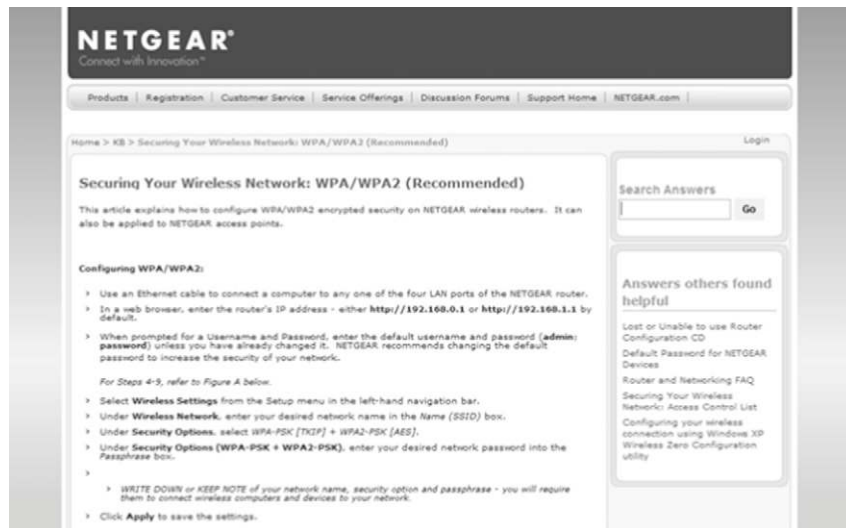 NETGEAR®
Connect with Innovation™
Products | Registration | Customer Service | Service Offerings | Discussion Forums | Support Home | NETGEAR.com |
Home > KB > Securing Your Wireless Network: WPA/WPA2 (Recommended)
Login
Securing Your Wireless Network: WPA/WPA2 (Recommended)
This article explains how to configure WPA/WPA2 encrypted security on NETGEAR wireless routers. It can
also be applied to NETGEAR access points.
Configuring WPA/WPA2:
› Use an Ethernet cable to connect a computer to any one of the four LAN ports of the NETGEAR router.
› In a web browser, enter the router's IP address - either http://192.168.0.1 or http://192.168.1.1 by
default.
› When prompted for a Username and Password, enter the default username and password (admin:
password) unless you have already changed it. NETGEAR recommends changing the default
password to increase the security of your network.
For Steps 4-9, refer to Figure A below.
› Select Wireless Settings from the Setup menu in the left-hand navigation bar.
› Under Wireless Network, enter your desired network name in the Name (SSID) box.
› Under Security Options, select WPA-PSK [TKIP] + WPA2-PSK [AES].
› Under Security Options (WPA-PSK + WPA2-PSK), enter your desired network password into the
Passphrase box.
›
› WRITE DOWN or KEEP NOTE of your network name, security option and passphrase - you will require
them to connect wireless computers and devices to your network.
› Click Apply to save the settings.
Search Answers
Go
Answers others found
helpful
Lost or Unable to use Router
Configuration CD
Default Password for NETGEAR
Devices
Router and Networking FAQ
Securing Your Wireless
Network: Access Control List
Configuring your wireless
connection using Windows XP
Wireless Zero Configuration
utility